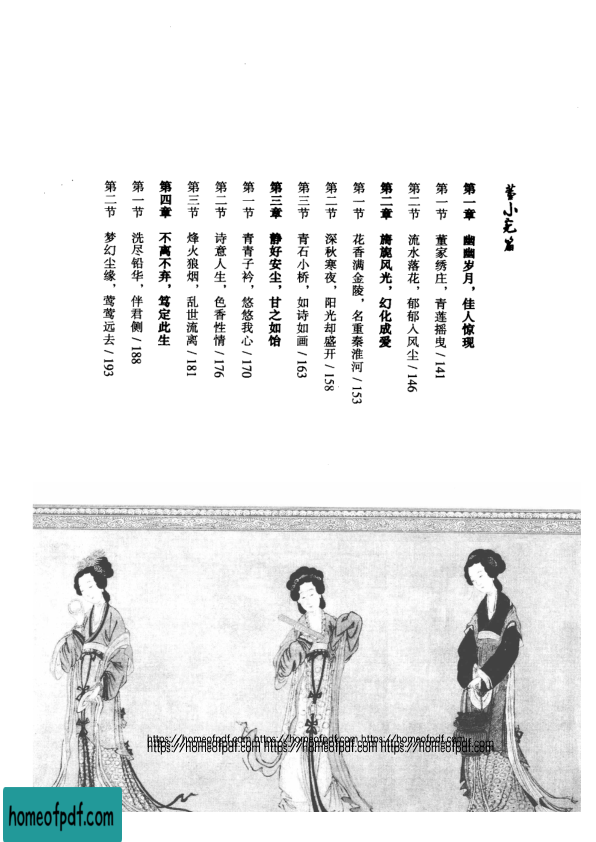 董小宛篇
第一章 幽幽岁月，佳人惊现
第一节 董家绣庄，青莲摇曳/141
第二节 流水落花，郁郁入风尘/146
第二章 旖旎风光，幻化成爱
第一节 花香满金陵，名重秦淮河/153
第二节 深秋寒夜，阳光却盛开/158
第三节 青石小桥，如诗如画/163
第三章 静好安尘，甘之如饴
第一节 青青子衿，悠悠我心/170
第二节 诗意人生，色香性情/176
第三节 烽火狼烟，乱世流离/181
第四章 不离不弃，笃定此生
第一节 洗尽铅华，伴君侧/188
第二节 梦幻尘缘，莺莺远去/193
https://homeofpdf.com https://homeofpdf.com https://homeofpdf.com
https://homeofpdf.com https://homeofpdf.com https://homeofpdf.com
homeofpdf.com